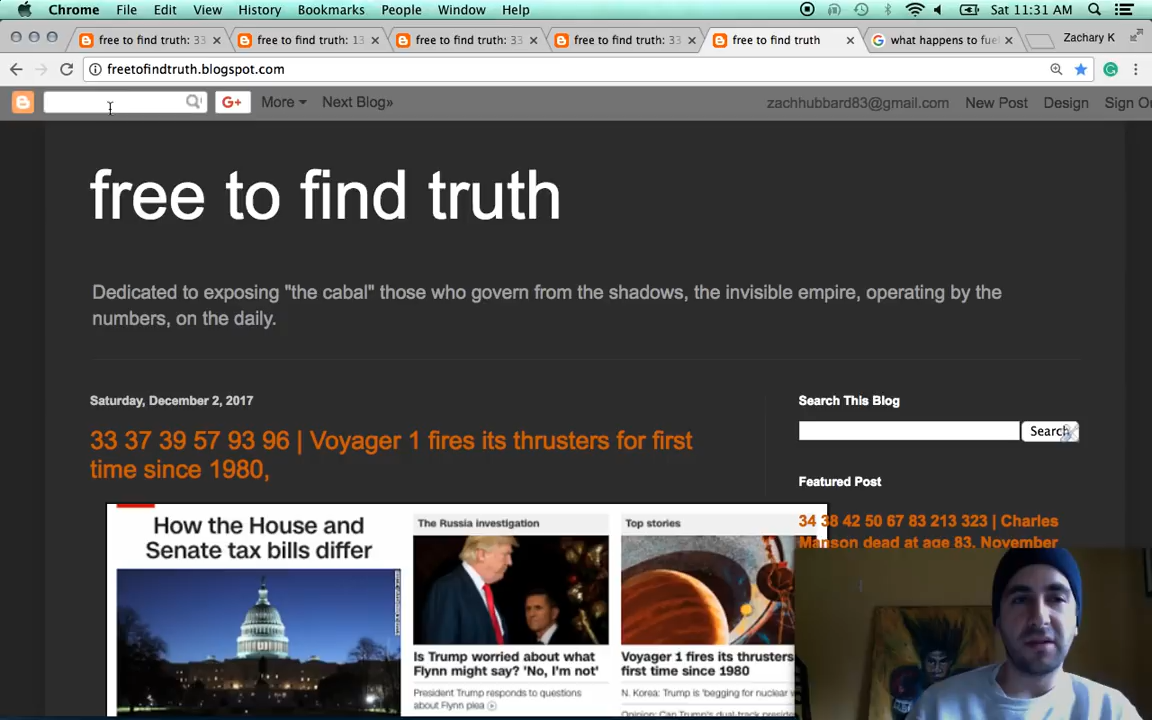 Chrome File Edit View History Bookmarks People Window Help Sat 11:31 AM
free to find truth: 33 free to find truth: 13 free to find truth: 33 free to find truth: 33 free to find truth what happens to fue Zachary K
freetofindtruth.blogspot.com
G+ More Next Blog» zachhubbard83@gmail.com New Post Design Sign Ou
free to find truth
Dedicated to exposing "the cabal" those who govern from the shadows, the invisible empire, operating by the
numbers, on the daily.
Saturday, December 2, 2017
33 37 39 57 93 96 | Voyager 1 fires its thrusters for first
time since 1980,
How the House and
Senate tax bills differ
The Russia investigation
Is Trump worried about what
Flynn might say? 'No, I'm not'
President Trump responds to questions
about Flynn plea
Top stories
Voyager 1 fires its thrusters
first time since 1980
N. Korea: Trump is 'begging for nuclear
Opinion: Can Trump's dual-track
Search This Blog
Search
Featured Post
34 38 42 50 67 83 213 323 | Charles
Manson dead at age 83, November